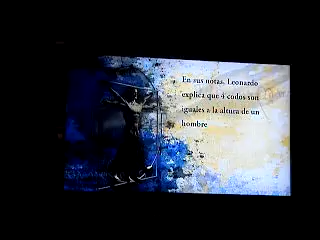 En sus notas, Leonardo
explica que 4 codos son
iguales a la altura de un
hombre